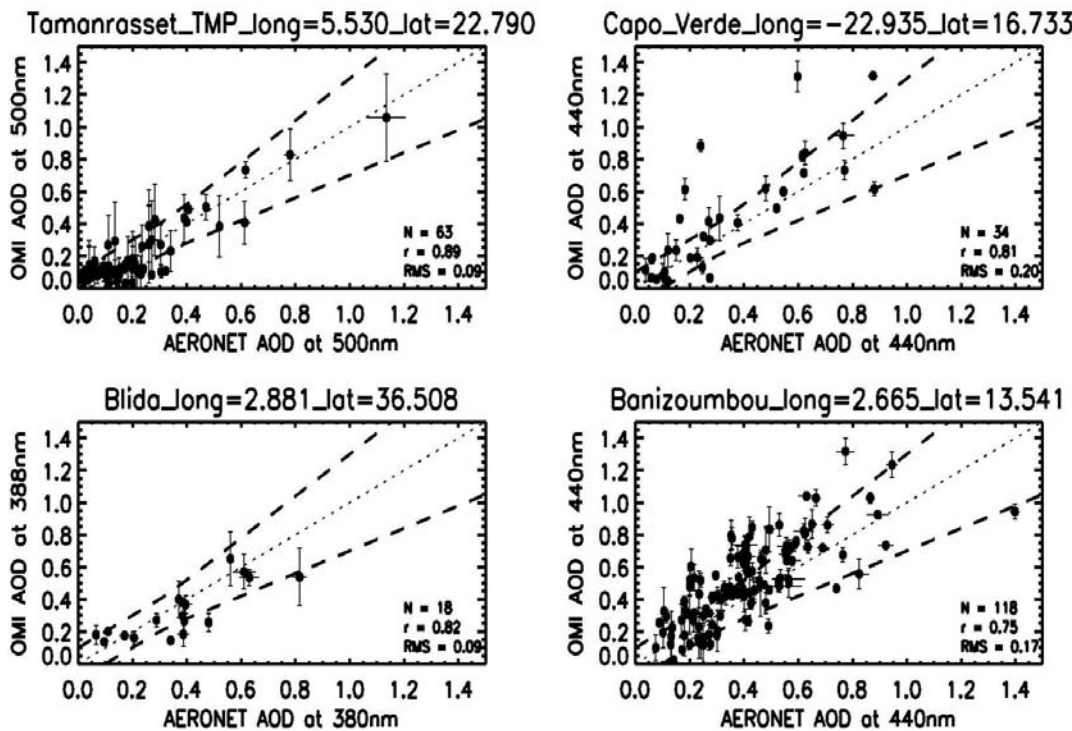 Tamanrasset_TMP_long=5.530_lat=22.790
OMI AOD at 500nm
1.4
1.2
1.0
0.8
0.6
0.4
0.2
0.0
N = 63
r = 0.89
RMS = 0.09
0.0 0.2 0.4 0.6 0.8 1.0 1.2 1.4
AERONET AOD at 500nm
Capo_Verde_long=-22.935_lat=16.733
OMI AOD at 440nm
1.4
1.2
1.0
0.8
0.6
0.4
0.2
0.0
N = 34
r = 0.81
RMS = 0.20
0.0 0.2 0.4 0.6 0.8 1.0 1.2 1.4
AERONET AOD at 440nm
Blida_long=2.881_lat=36.508
OMI AOD at 388nm
1.4
1.2
1.0
0.8
0.6
0.4
0.2
0.0
N = 18
r = 0.82
RMS = 0.09
0.0 0.2 0.4 0.6 0.8 1.0 1.2 1.4
AERONET AOD at 380nm
Banizoumbou_long=2.665_lat=13.541
OMI AOD at 440nm
1.4
1.2
1.0
0.8
0.6
0.4
0.2
0.0
N = 118
r = 0.75
RMS = 0.17
0.0 0.2 0.4 0.6 0.8 1.0 1.2 1.4
AERONET AOD at 440nm